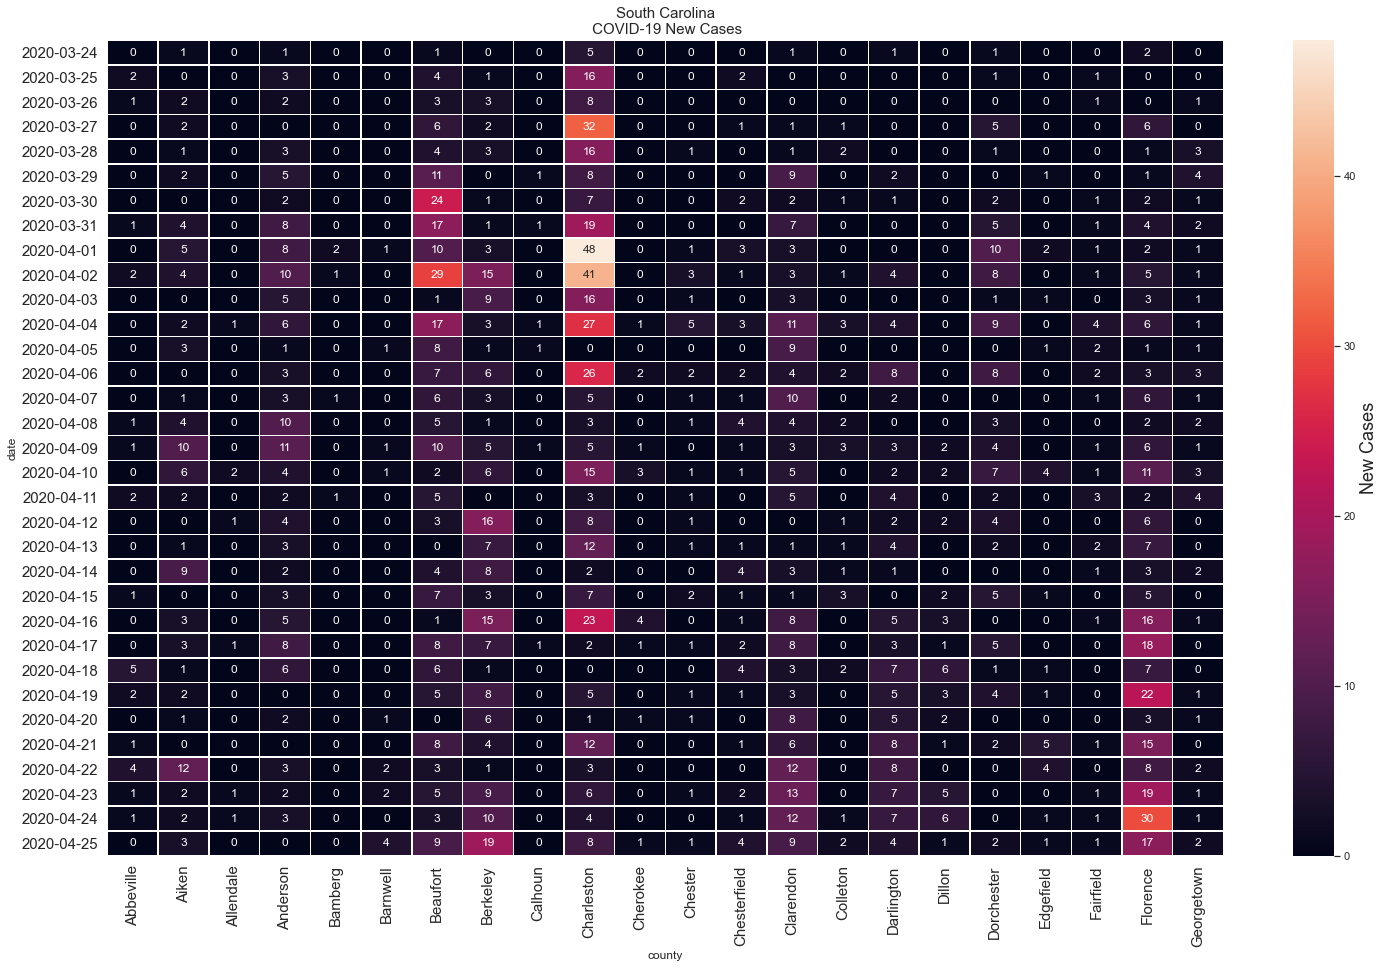 South Carolina
COVID-19 New Cases
2020-03-24 0 1 0 1 0 0 1 0 0 5 0 0 0 1 0 1 0 1 0 0 2 0
2020-03-25 2 0 0 3 0 0 4 1 0 16 0 0 2 0 0 0 0 1 0 1 0 0
2020-03-26 1 2 0 2 0 0 3 3 0 8 0 0 0 0 0 0 0 0 0 1 0 1
2020-03-27 0 2 0 0 0 0 6 2 0 32 0 0 1 1 1 0 0 5 0 0 6 0
2020-03-28 0 1 0 3 0 0 4 3 0 16 0 1 0 1 2 0 0 1 0 0 1 3
2020-03-29 0 2 0 5 0 0 11 0 1 8 0 0 0 9 0 2 0 0 1 0 1 4
2020-03-30 0 0 0 2 0 0 24 1 0 7 0 0 2 2 1 1 0 2 0 1 2 1
2020-03-31 1 4 0 8 0 0 17 1 1 19 0 0 0 7 0 0 0 5 0 1 4 2
2020-04-01 0 5 0 8 2 1 10 3 0 48 0 1 3 3 0 0 0 10 2 1 2 1
2020-04-02 2 4 0 10 1 0 29 15 0 41 0 3 1 3 1 4 0 8 0 1 5 1
2020-04-03 0 0 0 5 0 0 1 9 0 16 0 1 0 3 0 0 0 1 1 0 3 1
2020-04-04 0 2 1 6 0 0 17 3 1 27 1 5 3 11 3 4 0 9 0 4 6 1
2020-04-05 0 3 0 1 0 1 8 1 1 0 0 0 0 9 0 0 0 0 1 2 1 1
2020-04-06 0 0 0 3 0 0 7 6 0 26 2 2 2 4 2 8 0 8 0 2 3 3
2020-04-07 0 1 0 3 1 0 6 3 0 5 0 1 1 10 0 2 0 0 0 1 6 1
2020-04-08 1 4 0 10 0 0 5 1 0 3 0 1 4 4 2 0 0 3 0 0 2 2
2020-04-09 1 10 0 11 0 1 10 5 1 5 1 0 1 3 3 3 2 4 0 1 6 1
2020-04-10 0 6 2 4 0 1 2 6 0 15 3 1 1 5 0 2 2 7 4 1 11 3
2020-04-11 2 2 0 2 1 0 5 0 0 3 0 1 0 5 0 4 0 2 0 3 2 4
2020-04-12 0 0 1 4 0 0 3 16 0 8 0 1 0 0 1 2 2 4 0 0 6 0
2020-04-13 0 1 0 3 0 0 0 7 0 12 0 1 1 1 1 4 0 2 0 2 7 0
2020-04-14 0 9 0 2 0 0 4 8 0 2 0 0 4 3 1 1 0 0 0 1 3 2
2020-04-15 1 0 0 3 0 0 7 3 0 7 0 2 1 1 3 0 2 5 1 0 5 0
2020-04-16 0 3 0 5 0 0 1 15 0 23 4 0 1 8 0 5 3 0 0 1 16 1
2020-04-17 0 3 1 8 0 0 8 7 1 2 1 1 2 8 0 3 1 5 0 0 18 0
2020-04-18 5 1 0 6 0 0 6 1 0 0 0 0 4 3 2 7 6 1 1 0 7 0
2020-04-19 2 2 0 0 0 0 5 8 0 5 0 1 1 3 0 5 3 4 1 0 22 1
2020-04-20 0 1 0 2 0 1 0 6 0 1 1 1 0 8 0 5 2 0 0 0 3 1
2020-04-21 1 0 0 0 0 0 8 4 0 12 0 0 1 6 0 8 1 2 5 1 15 0
2020-04-22 4 12 0 3 0 2 3 1 0 3 0 0 0 12 0 8 0 0 4 0 8 2
2020-04-23 1 2 1 2 0 2 5 9 0 6 0 1 2 13 0 7 5 0 0 1 19 1
2020-04-24 1 2 1 3 0 0 3 10 0 4 0 0 1 12 1 7 6 0 1 1 30 1
2020-04-25 0 3 0 0 0 4 9 19 0 8 1 1 4 9 2 4 1 2 1 1 17 2
date
Abbeville Aiken Allendale Anderson Bamberg Barnwell Beaufort Berkeley Calhoun Charleston Cherokee Chester Chesterfield Clarendon Colleton Darlington Dillon Dorchester Edgefield Fairfield Florence Georgetown
county
40
30
20
10
0
New Cases